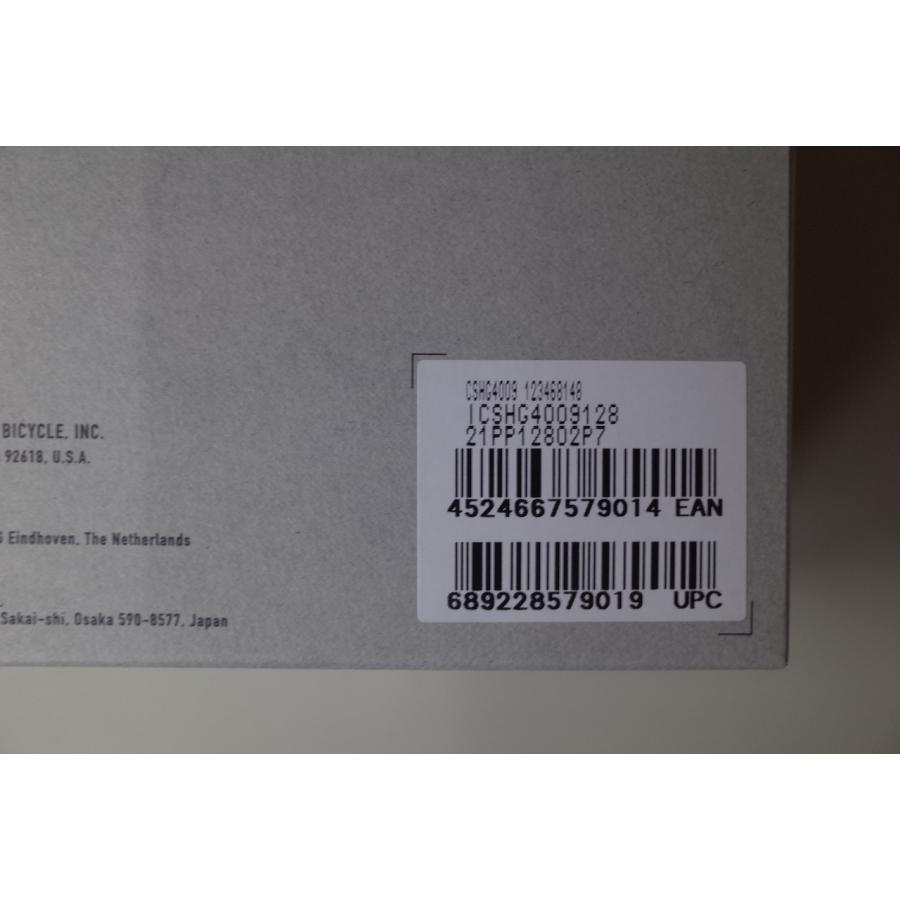 BICYCLE, INC.
92618, U.S.A.
Eindhoven, The Netherlands
Sakai-shi, Osaka 590-8577, Japan
CSHG4009 123468148
ICSHG4009128
21PP12802P7
4524667579014 EAN
689228579019 UPC